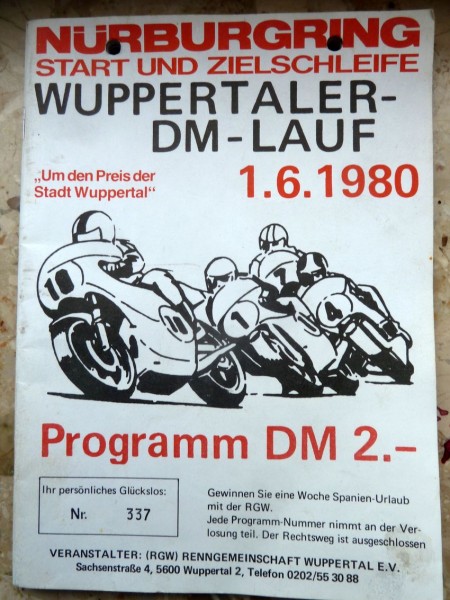 NÜRBURGRING
START UND ZIELSCHLEIFE
WUPPERTALER-
DM-LAUF
„Um den Preis der
Stadt Wuppertal“
1.6.1980
10
1
4
Programm DM 2.–
Ihr persönliches Glückslos:
Nr. 337
Gewinnen Sie eine Woche Spanien-Urlaub
mit der RGW.
Jede Programm-Nummer nimmt an der Ver-
losung teil. Der Rechtsweg ist ausgeschlossen
VERANSTALTER: (RGW) RENNGEMEINSCHAFT WUPPERTAL E.V.
Sachsenstraße 4, 5600 Wuppertal 2, Telefon 0202/55 30 88